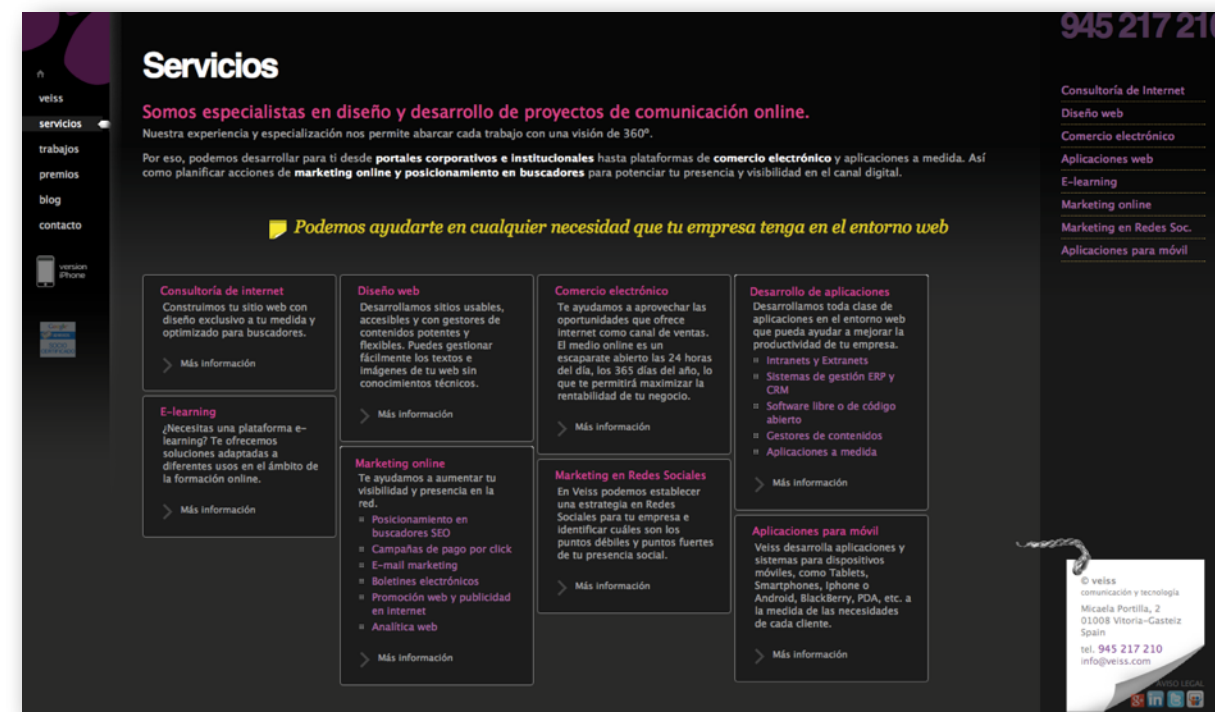 945 217 210
veiss
servicios
trabajos
premios
blog
contacto
version
iPhone
Google
Servicios
Somos especialistas en diseño y desarrollo de proyectos de comunicación online.
Nuestra experiencia y especialización nos permite abarcar cada trabajo con una visión de 360º.
Por eso, podemos desarrollar para ti desde portales corporativos e institucionales hasta plataformas de comercio electrónico y aplicaciones a medida. Así
como planificar acciones de marketing online y posicionamiento en buscadores para potenciar tu presencia y visibilidad en el canal digital.
Podemos ayudarte en cualquier necesidad que tu empresa tenga en el entorno web
Consultoría de internet
Construimos tu sitio web con
diseño exclusivo a tu medida y
optimizado para buscadores.
Más información
E-learning
¿Necesitas una plataforma e-
learning? Te ofrecemos
soluciones adaptadas a
diferentes usos en el ámbito de
la formación online.
Más información
Diseño web
Desarrollamos sitios usables,
accesibles y con gestores de
contenidos potentes y
flexibles. Puedes gestionar
fácilmente los textos e
imágenes de tu web sin
conocimientos técnicos.
Más información
Marketing online
Te ayudamos a aumentar tu
visibilidad y presencia en la
red.
Posicionamiento en
buscadores SEO
Campañas de pago por click
E-mail marketing
Boletines electrónicos
Promoción web y publicidad
en internet
Analítica web
Más información
Comercio electrónico
Te ayudamos a aprovechar las
oportunidades que ofrece
internet como canal de ventas.
El medio online es un
escaparate abierto las 24 horas
del día, los 365 días del año, lo
que te permitirá maximizar la
rentabilidad de tu negocio.
Más información
Marketing en Redes Sociales
En Veiss podemos establecer
una estrategia en Redes
Sociales para tu empresa e
identificar cuáles son los
puntos débiles y puntos fuertes
de tu presencia social.
Más información
Desarrollo de aplicaciones
Desarrollamos toda clase de
aplicaciones en el entorno web
que pueda ayudar a mejorar la
productividad de tu empresa.
Intranets y Extranets
Sistemas de gestión ERP y
CRM
Software libre o de código
abierto
Gestores de contenidos
Aplicaciones a medida
Más información
Aplicaciones para móvil
Veiss desarrolla aplicaciones y
sistemas para dispositivos
móviles, como Tablets,
Smartphones, Iphone o
Android, BlackBerry, PDA, etc. a
la medida de las necesidades
de cada cliente.
Más información
Consultoría de Internet
Diseño web
Comercio electrónico
Aplicaciones web
E-learning
Marketing online
Marketing en Redes Soc.
Aplicaciones para móvil
© veiss
comunicación y tecnología
Micaela Portilla, 2
01008 Vitoria-Gasteiz
Spain
tel. 945 217 210
info@veiss.com
AVISO LEGAL